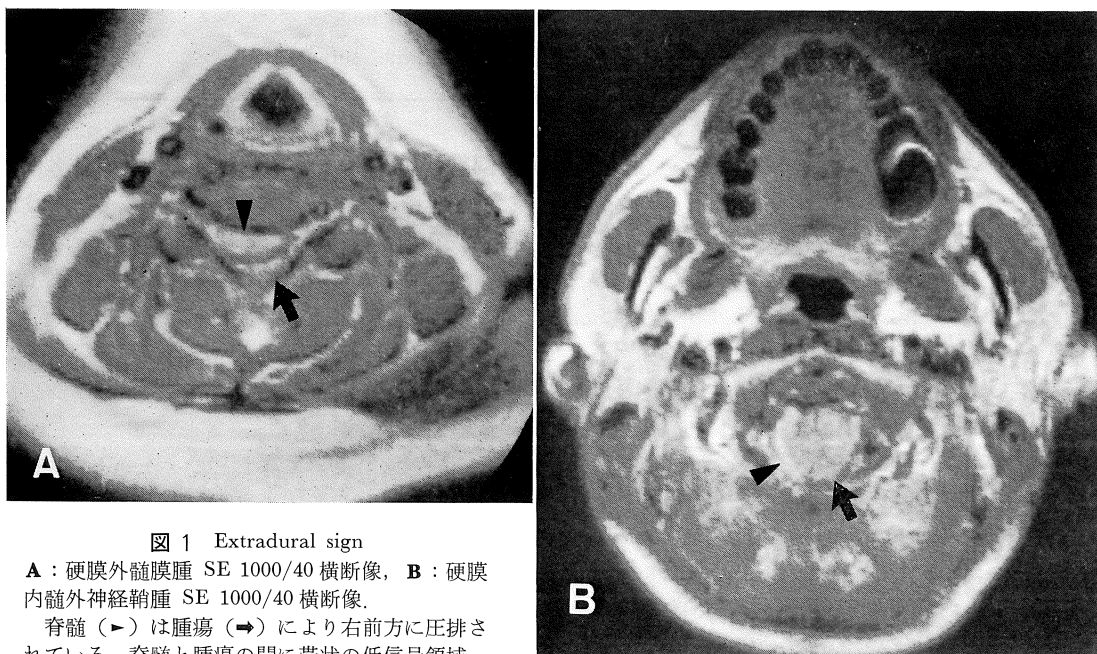 A
B
図 1 Extradural sign
A：硬膜外髄膜腫 SE 1000/40 横断像，B：硬膜
内髄外神経鞘腫 SE 1000/40 横断像．
脊髄（►）は腫瘍（➡）により右前方に圧排さ
れている．脊髄と腫瘍の間に帯状の低信号領域